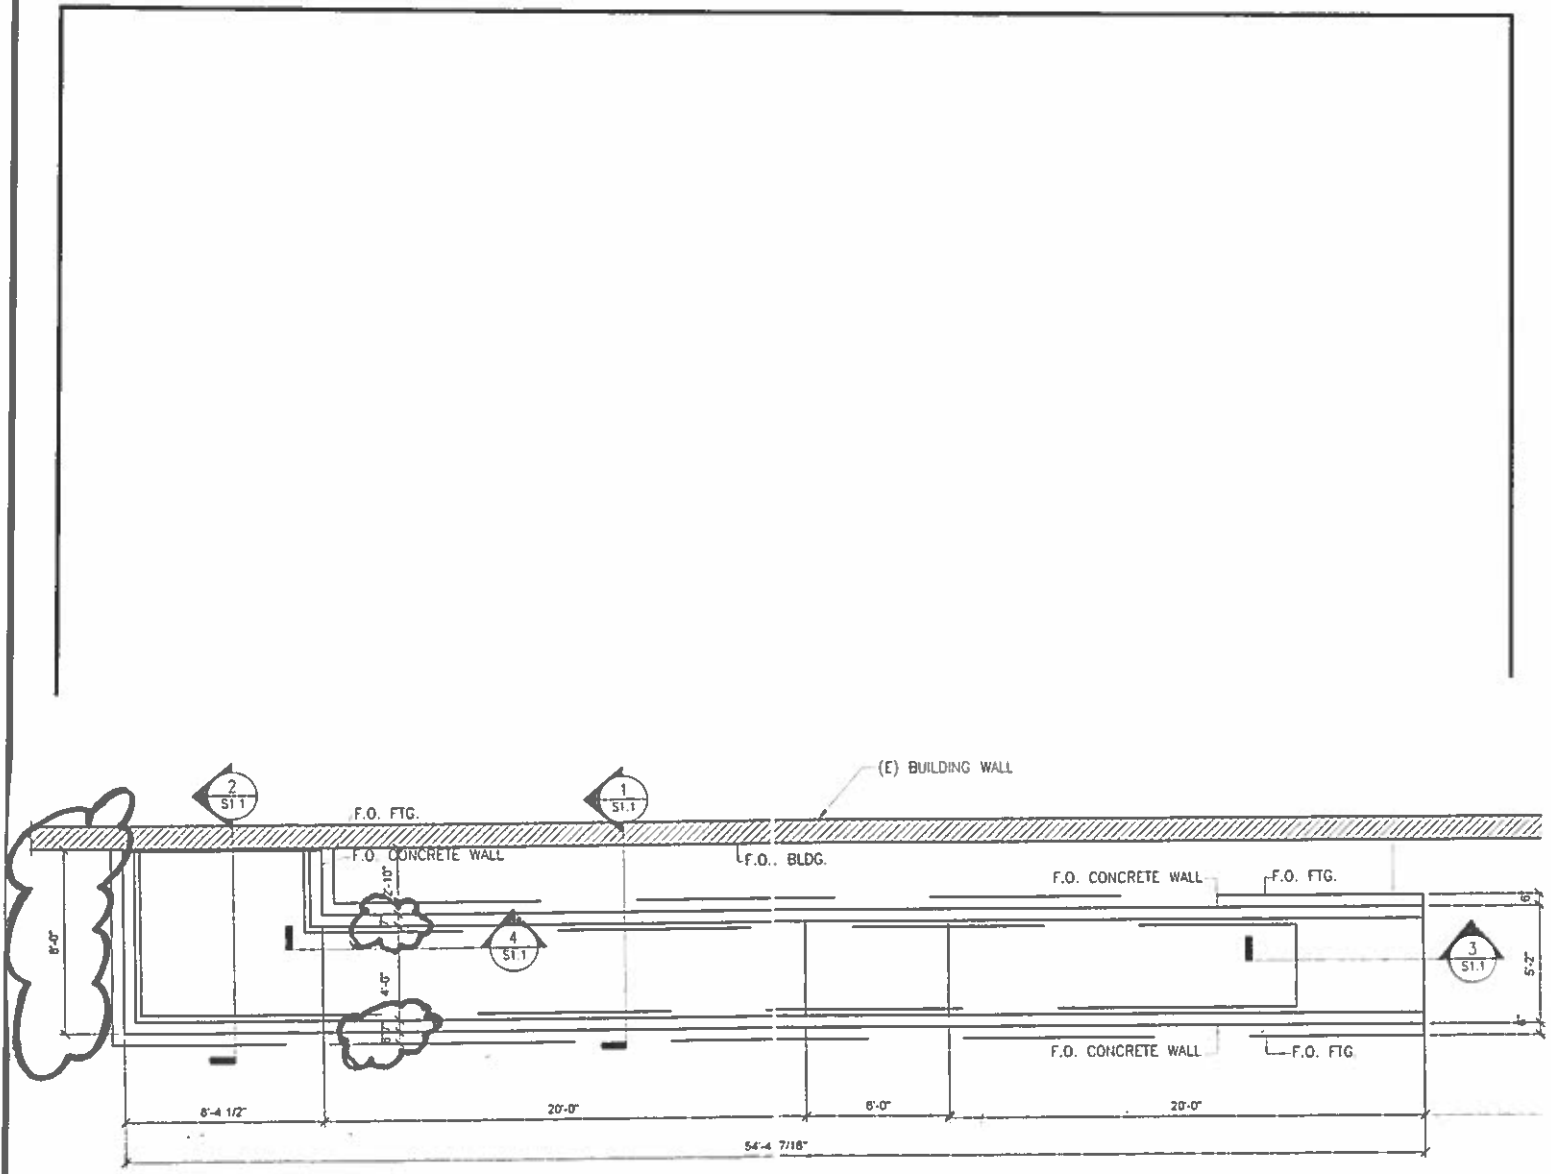 (E) BUILDING WALL
2
S1.1
1
S1.1
F.O. FTG.
F.O. CONCRETE WALL
F.O.. BLDG.
2'-10"
F.O. CONCRETE WALL
F.O. FTG.
6"
8'-0"
4
S1.1
3
S1.1
5'-2"
4'-0"
6"
F.O. CONCRETE WALL
F.O. FTG.
8'-4 1/2"
20'-0"
6'-0"
20'-0"
54'-4 7/16"